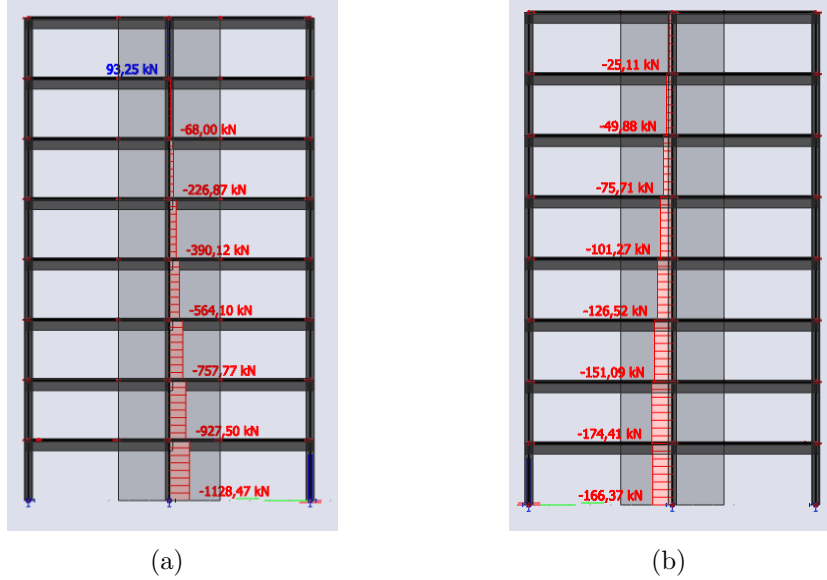 93,25 kN
-68,00 kN
-226,87 kN
-390,12 kN
-564,10 kN
-757,77 kN
-927,50 kN
-1128,47 kN
(a)
-25,11 kN
-49,88 kN
-75,71 kN
-101,27 kN
-126,52 kN
-151,09 kN
-174,41 kN
-166,37 kN
(b)